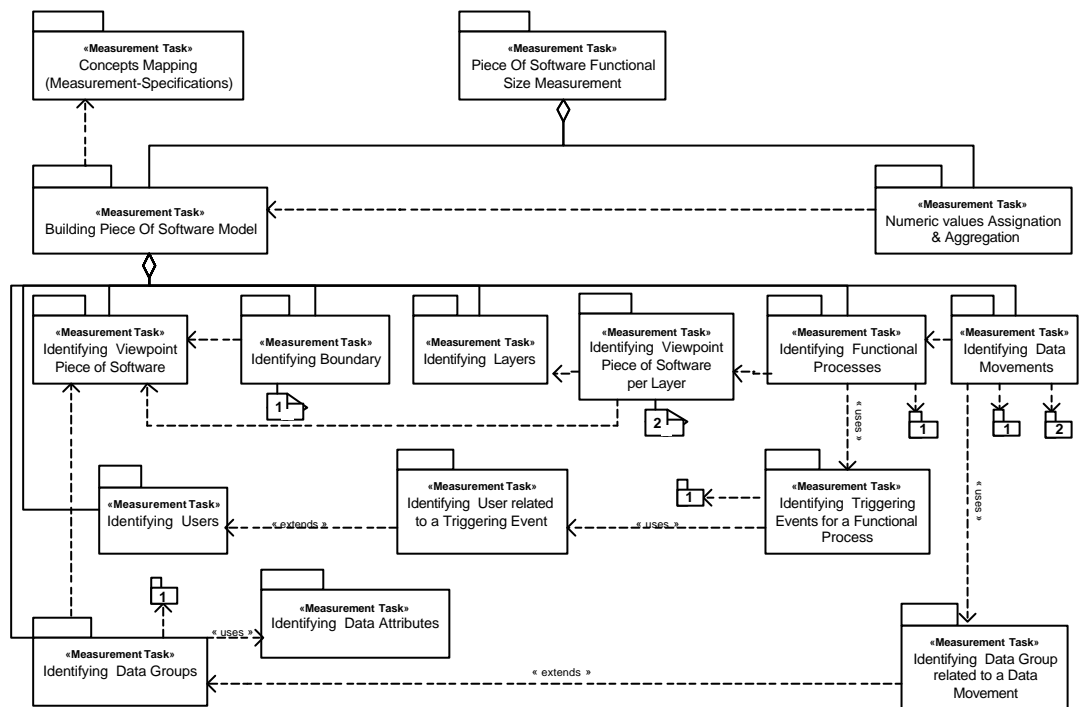 «Measurement Task»
Concepts Mapping
(Measurement-Specifications)
«Measurement Task»
Piece Of Software Functional
Size Measurement
«Measurement Task»
Building Piece Of Software Model
«Measurement Task»
Numeric values Assignation
& Aggregation
«Measurement Task»
Identifying Viewpoint
Piece of Software
«Measurement Task»
Identifying Boundary
1
«Measurement Task»
Identifying Layers
«Measurement Task»
Identifying Viewpoint
Piece of Software
per Layer
2
«Measurement Task»
Identifying Functional
Processes
1
«Measurement Task»
Identifying Data
Movements
1
2
« uses »
« uses »
«Measurement Task»
Identifying Users
« extends »
«Measurement Task»
Identifying User related
to a Triggering Event
« uses »
1
«Measurement Task»
Identifying Triggering
Events for a Functional
Process
1
«Measurement Task»
Identifying Data Groups
« uses »
«Measurement Task»
Identifying Data Attributes
« extends »
«Measurement Task»
Identifying Data Group
related to a Data
Movement